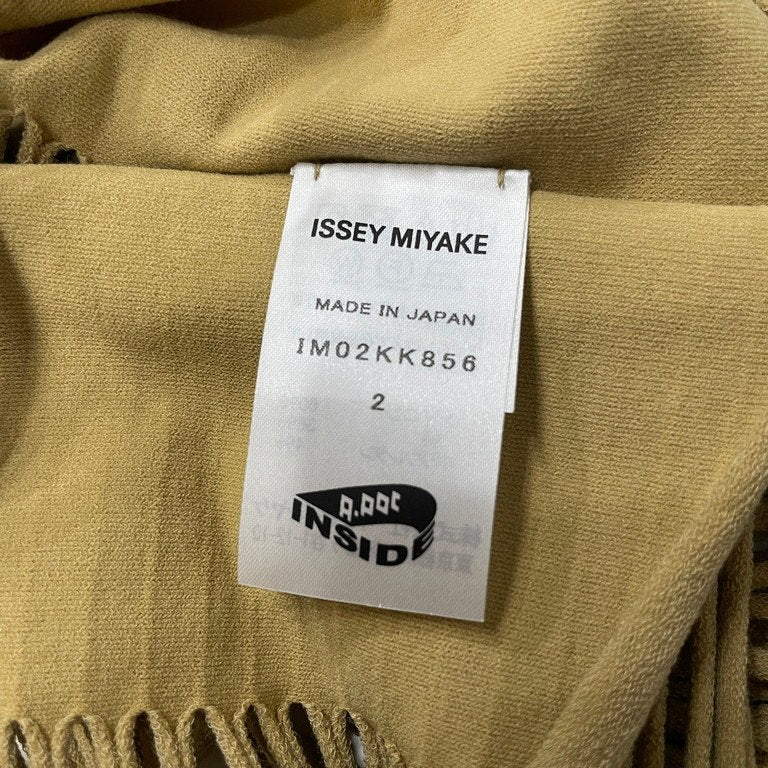 ISSEY MIYAKE
MADE IN JAPAN
IM02KK856
2
A.POC
INSIDE